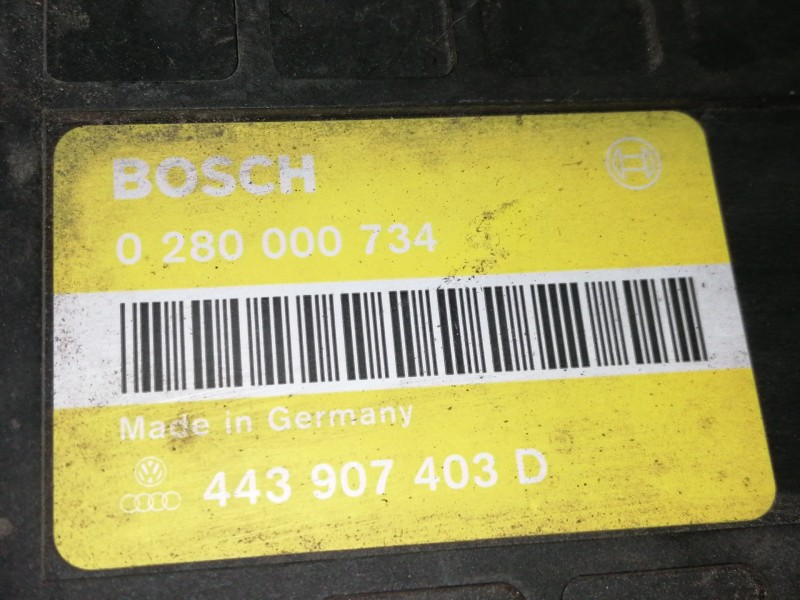 BOSCH
0 280 000 734
Made in Germany
443 907 403 D